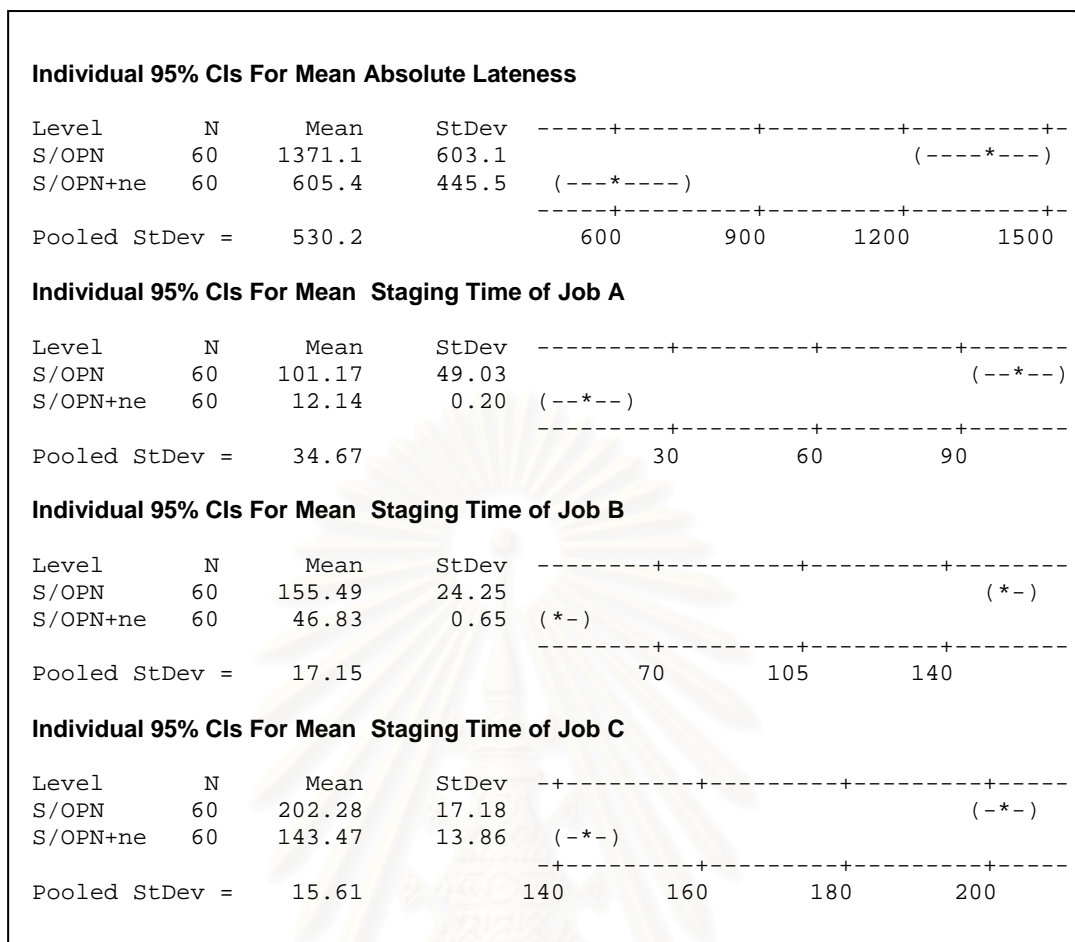 Individual 95% CIs For Mean Absolute Lateness
Level N Mean StDev -----+---------+---------+---------+-
S/OPN 60 1371.1 603.1 (----*---)
S/OPN+ne 60 605.4 445.5 (---*----)
-----+---------+---------+---------+-
Pooled StDev = 530.2 600 900 1200 1500
Individual 95% CIs For Mean Staging Time of Job A
Level N Mean StDev ---------+---------+---------+-------
S/OPN 60 101.17 49.03 (--*--)
S/OPN+ne 60 12.14 0.20 (--*--)
---------+---------+---------+-------
Pooled StDev = 34.67 30 60 90
Individual 95% CIs For Mean Staging Time of Job B
Level N Mean StDev --------+---------+---------+--------
S/OPN 60 155.49 24.25 (*-)
S/OPN+ne 60 46.83 0.65 (*-)
--------+---------+---------+--------
Pooled StDev = 17.15 70 105 140
Individual 95% CIs For Mean Staging Time of Job C
Level N Mean StDev -+---------+---------+---------+-----
S/OPN 60 202.28 17.18 (-*-)
S/OPN+ne 60 143.47 13.86 (-*-)
-+---------+---------+---------+-----
Pooled StDev = 15.61 140 160 180 200